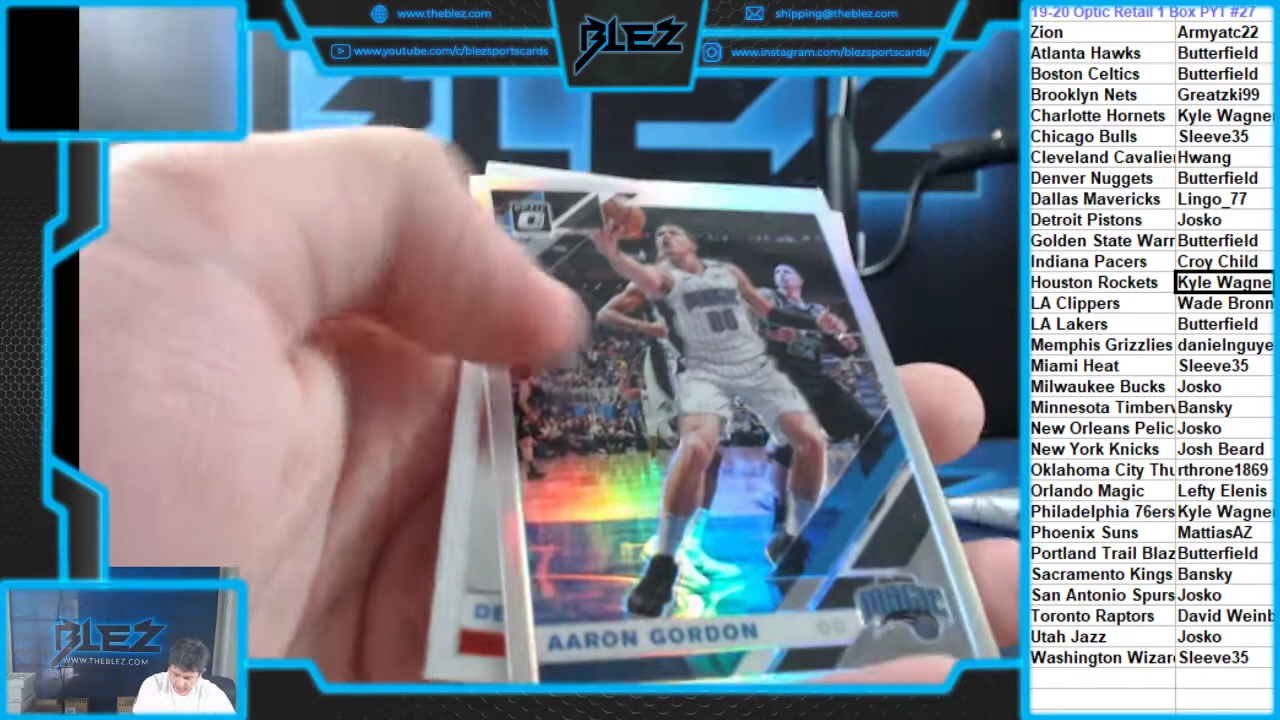 www.theblez.com
shipping@theblez.com
www.youtube.com/c/blezsportscards
www.instagram.com/blezsportscards/
BLEZ
OPTIC
00
AARON GORDON 00
MAGIC
DE
BLEZ
WWW.THEBLEZ.COM
19-20 Optic Retail 1 Box PYT #27
Zion Armyatc22
Atlanta Hawks Butterfield
Boston Celtics Butterfield
Brooklyn Nets Greatzki99
Charlotte Hornets Kyle Wagne
Chicago Bulls Sleeve35
Cleveland Cavalie Hwang
Denver Nuggets Butterfield
Dallas Mavericks Lingo_77
Detroit Pistons Josko
Golden State Warr Butterfield
Indiana Pacers Croy Child
Houston Rockets Kyle Wagne
LA Clippers Wade Bronn
LA Lakers Butterfield
Memphis Grizzlies danielnguye
Miami Heat Sleeve35
Milwaukee Bucks Josko
Minnesota Timberv Bansky
New Orleans Pelic Josko
New York Knicks Josh Beard
Oklahoma City Thu rthrone1869
Orlando Magic Lefty Elenis
Philadelphia 76ers Kyle Wagne
Phoenix Suns MattiasAZ
Portland Trail Blaz Butterfield
Sacramento Kings Bansky
San Antonio Spurs Josko
Toronto Raptors David Weinb
Utah Jazz Josko
Washington Wizar Sleeve35